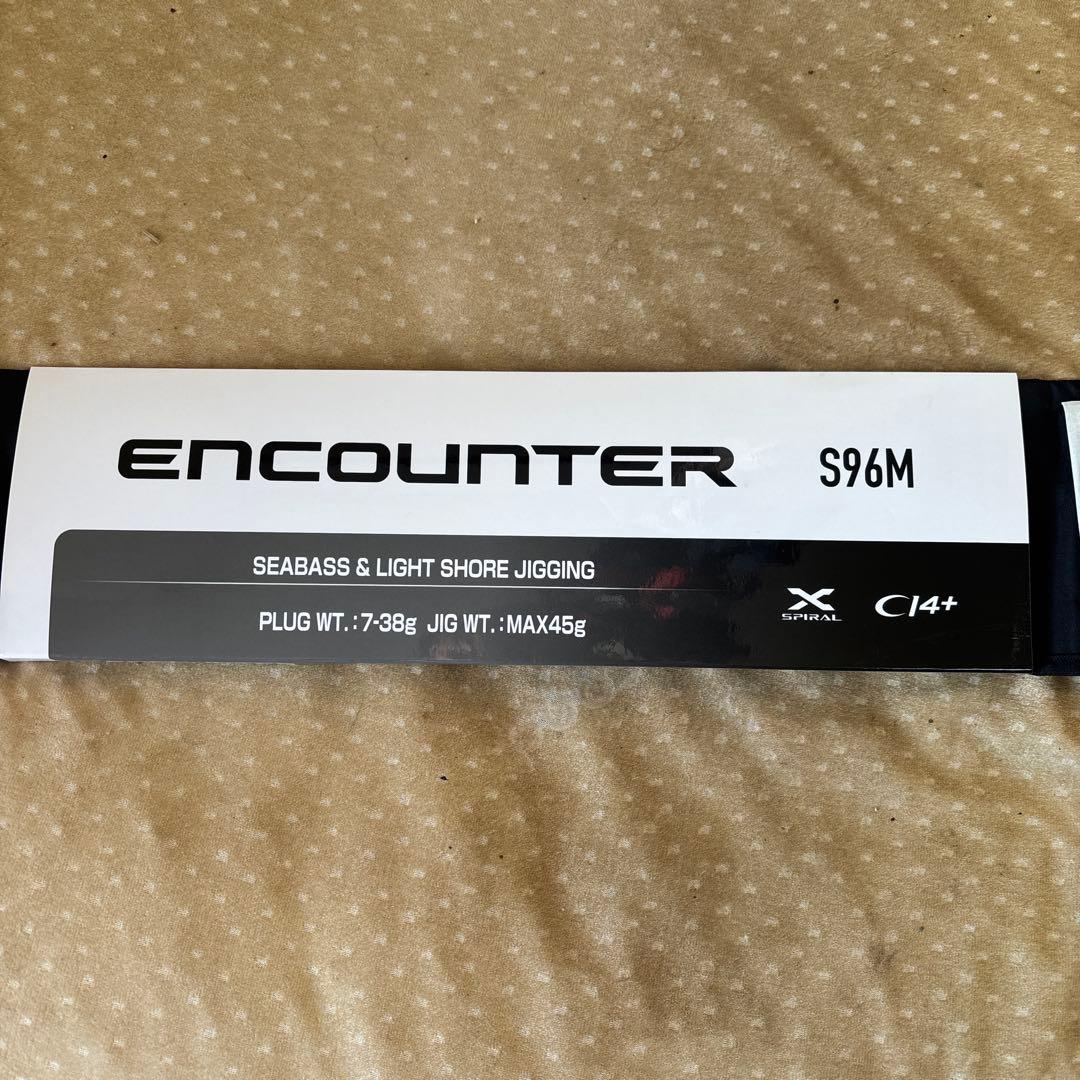 ENCOUNTER S96M
SEABASS & LIGHT SHORE JIGGING
PLUG WT.:7-38g JIG WT.:MAX45g
X
SPIRAL
CI4+